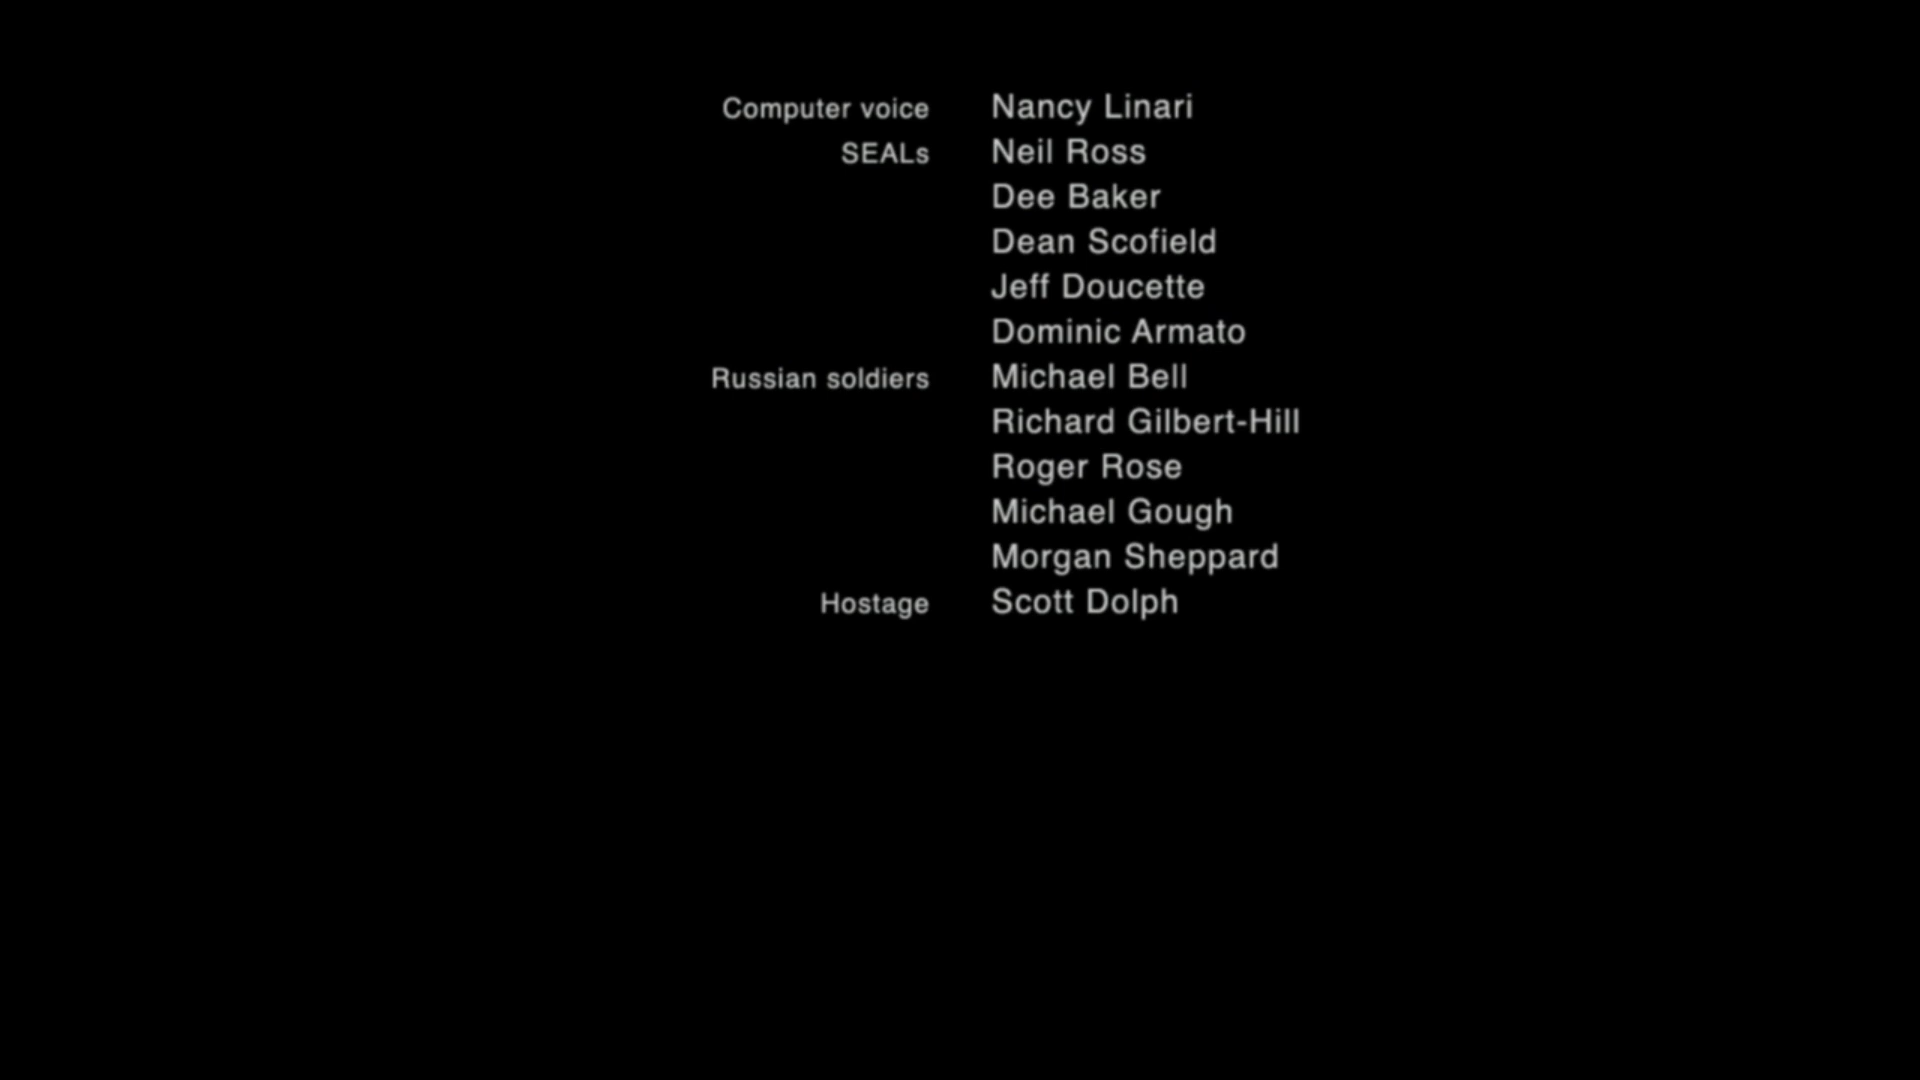 Computer voice Nancy Linari
SEALs Neil Ross
Dee Baker
Dean Scofield
Jeff Doucette
Dominic Armato
Russian soldiers Michael Bell
Richard Gilbert-Hill
Roger Rose
Michael Gough
Morgan Sheppard
Hostage Scott Dolph